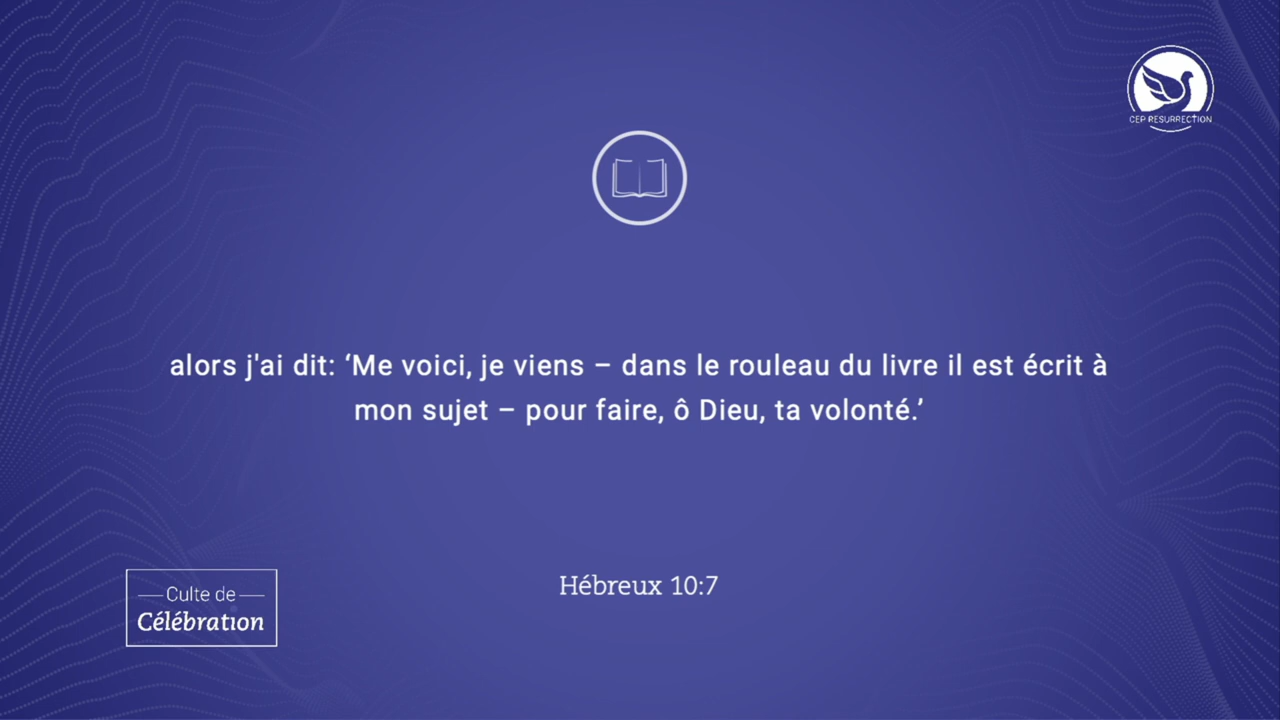 CEP RESURRECTION
alors j'ai dit: ‘Me voici, je viens – dans le rouleau du livre il est écrit à
mon sujet – pour faire, ô Dieu, ta volonté.’
Hébreux 10:7
Culte de
Célébration